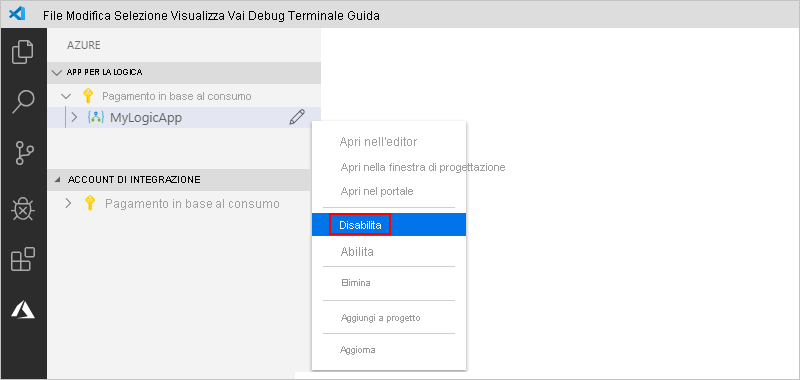 File Modifica Selezione Visualizza Vai Debug Terminale Guida
AZURE
APP PER LA LOGICA
Pagamento in base al consumo
MyLogicApp
Apri nell'editor
Apri nella finestra di progettazione
Apri nel portale
ACCOUNT DI INTEGRAZIONE
Pagamento in base al consumo
Disabilita
Abilita
Elimina
Aggiungi a progetto
Aggiorna